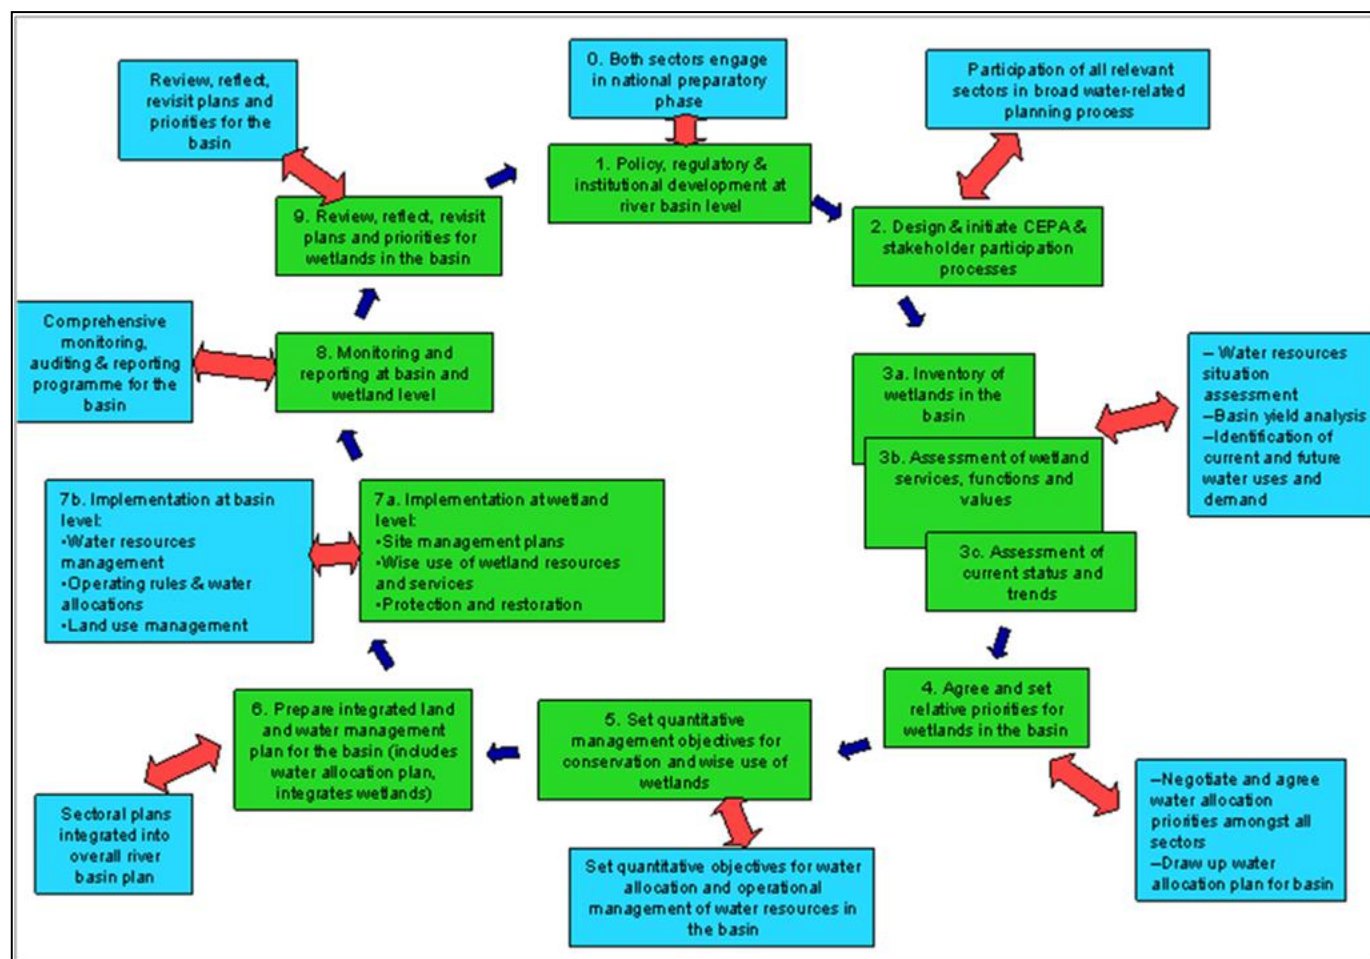 0. Both sectors engage
in national preparatory
phase
Participation of all relevant
sectors in broad water-related
planning process
Review, reflect,
revisit plans and
priorities for the
basin
1. Policy, regulatory &
institutional development at
river basin level
2. Design & initiate CEPA &
stakeholder participation
processes
9. Review, reflect, revisit
plans and priorities for
wetlands in the basin
Comprehensive
monitoring,
auditing & reporting
programme for the
basin
8. Monitoring and
reporting at basin and
wetland level
3a. Inventory of
wetlands in the
basin
3b. Assessment of wetland
services, functions and
values
3c. Assessment of
current status and
trends
– Water resources
situation
assessment
–Basin yield analysis
–Identification of
current and future
water uses and
demand
7b. Implementation at basin
level:
•Water resources
management
•Operating rules & water
allocations
•Land use management
7a. Implementation at wetland
level:
•Site management plans
•Wise use of wetland resources
and services
•Protection and restoration
4. Agree and set
relative priorities for
wetlands in the basin
5. Set quantitative
management objectives for
conservation and wise use of
wetlands
6. Prepare integrated land
and water management
plan for the basin (includes
water allocation plan,
integrates wetlands)
Sectoral plans
integrated into
overall river
basin plan
Set quantitative objectives for water
allocation and operational
management of water resources in
the basin
–Negotiate and agree
water allocation
priorities amongst all
sectors
–Draw up water
allocation plan for basin